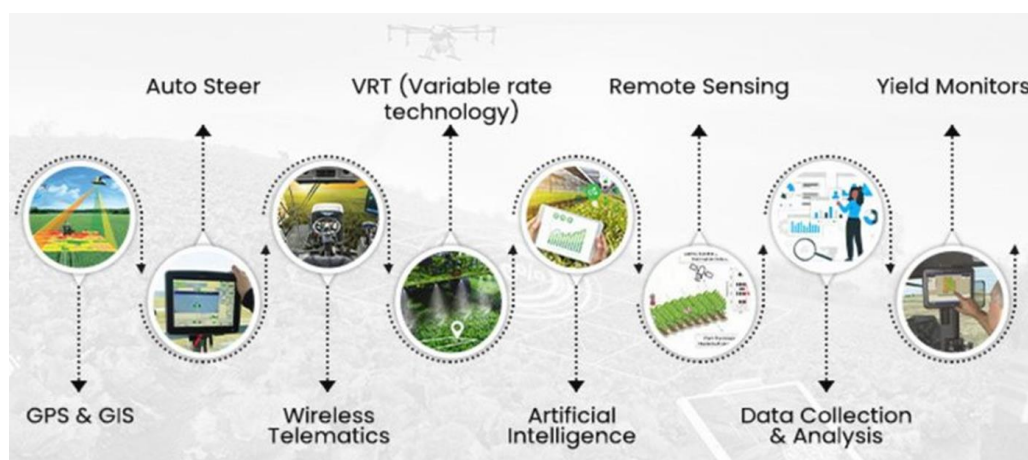 Auto Steer
VRT (Variable rate
technology)
Remote Sensing
Yield Monitors
GPS & GIS
Wireless
Telematics
Artificial
Intelligence
Data Collection
& Analysis